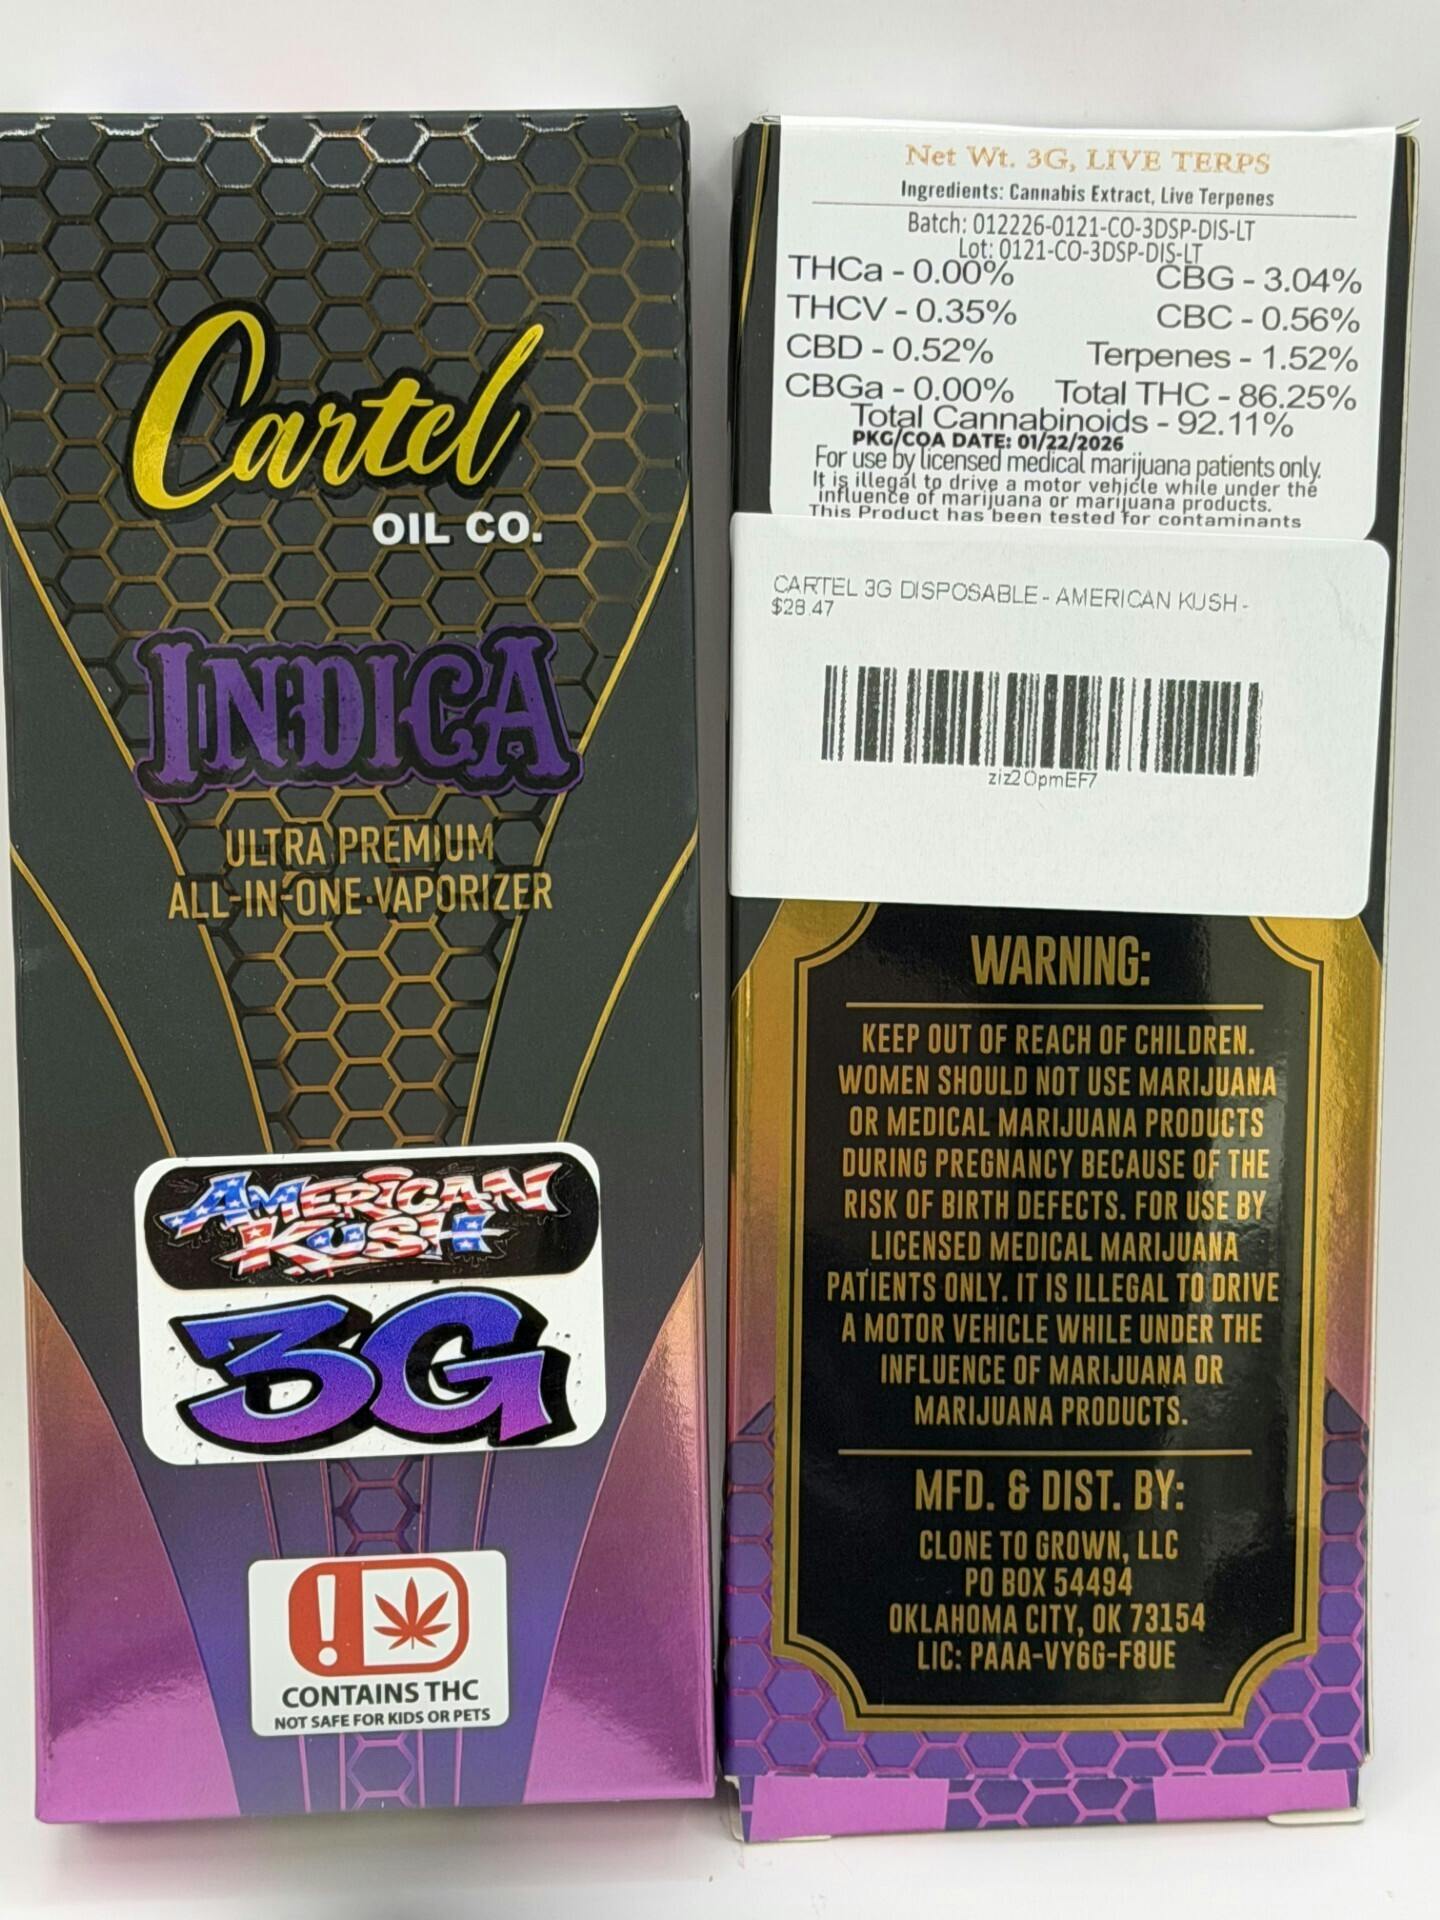 Cartel
OIL CO.
INDICA
ULTRA PREMIUM
ALL-IN-ONE-VAPORIZER
AMERICAN
KUSH
3G
!
CONTAINS THC
NOT SAFE FOR KIDS OR PETS
Net Wt. 3G, LIVE TERPS
Ingredients: Cannabis Extract, Live Terpenes
Batch: 012226-0121-CO-3DSP-DIS-LT
Lot: 0121-CO-3DSP-DIS-LT
THCa - 0.00% CBG - 3.04%
THCV - 0.35% CBC - 0.56%
CBD - 0.52% Terpenes - 1.52%
CBGa - 0.00% Total THC - 86.25%
Total Cannabinoids - 92.11%
PKG/COA DATE: 01/22/2026
For use by licensed medical marijuana patients only.
It is illegal to drive a motor vehicle while under the
influence of marijuana or marijuana products.
This Product has been tested for contaminants
CARTEL 3G DISPOSABLE - AMERICAN KUSH -
$28.47
ziz2OpmEF7
WARNING:
KEEP OUT OF REACH OF CHILDREN.
WOMEN SHOULD NOT USE MARIJUANA
OR MEDICAL MARIJUANA PRODUCTS
DURING PREGNANCY BECAUSE OF THE
RISK OF BIRTH DEFECTS. FOR USE BY
LICENSED MEDICAL MARIJUANA
PATIENTS ONLY. IT IS ILLEGAL TO DRIVE
A MOTOR VEHICLE WHILE UNDER THE
INFLUENCE OF MARIJUANA OR
MARIJUANA PRODUCTS.
MFD. & DIST. BY:
CLONE TO GROWN, LLC
PO BOX 54494
OKLAHOMA CITY, OK 73154
LIC: PAAA-VY6G-F8UE